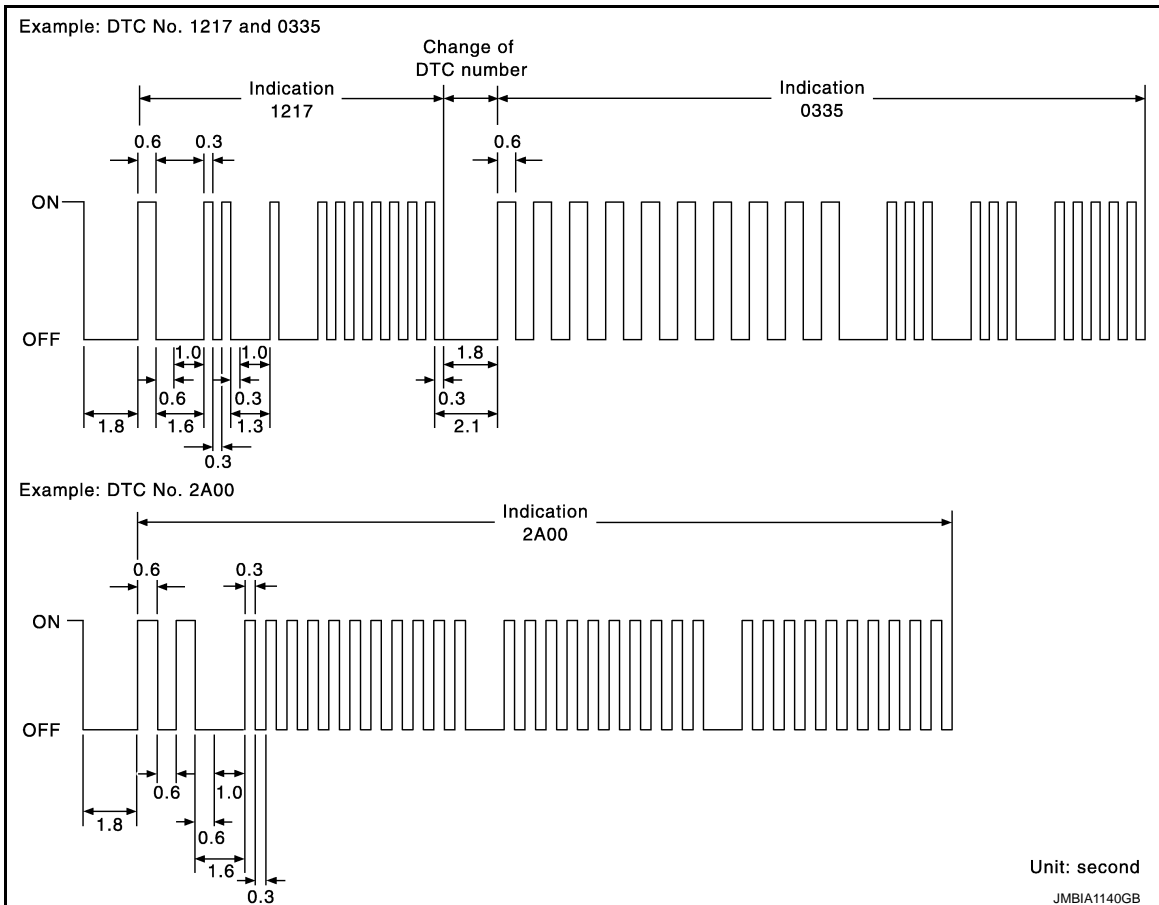 Example: DTC No. 1217 and 0335
Change of
DTC number
Indication
1217
Indication
0335
0.6
0.3
0.6
ON
OFF
1.0
1.0
1.8
0.6
0.3
0.3
1.8
1.6
1.3
2.1
0.3
Example: DTC No. 2A00
Indication
2A00
0.6
0.3
ON
OFF
0.6
1.0
1.8
0.6
1.6
0.3
Unit: second
JMBIA1140GB